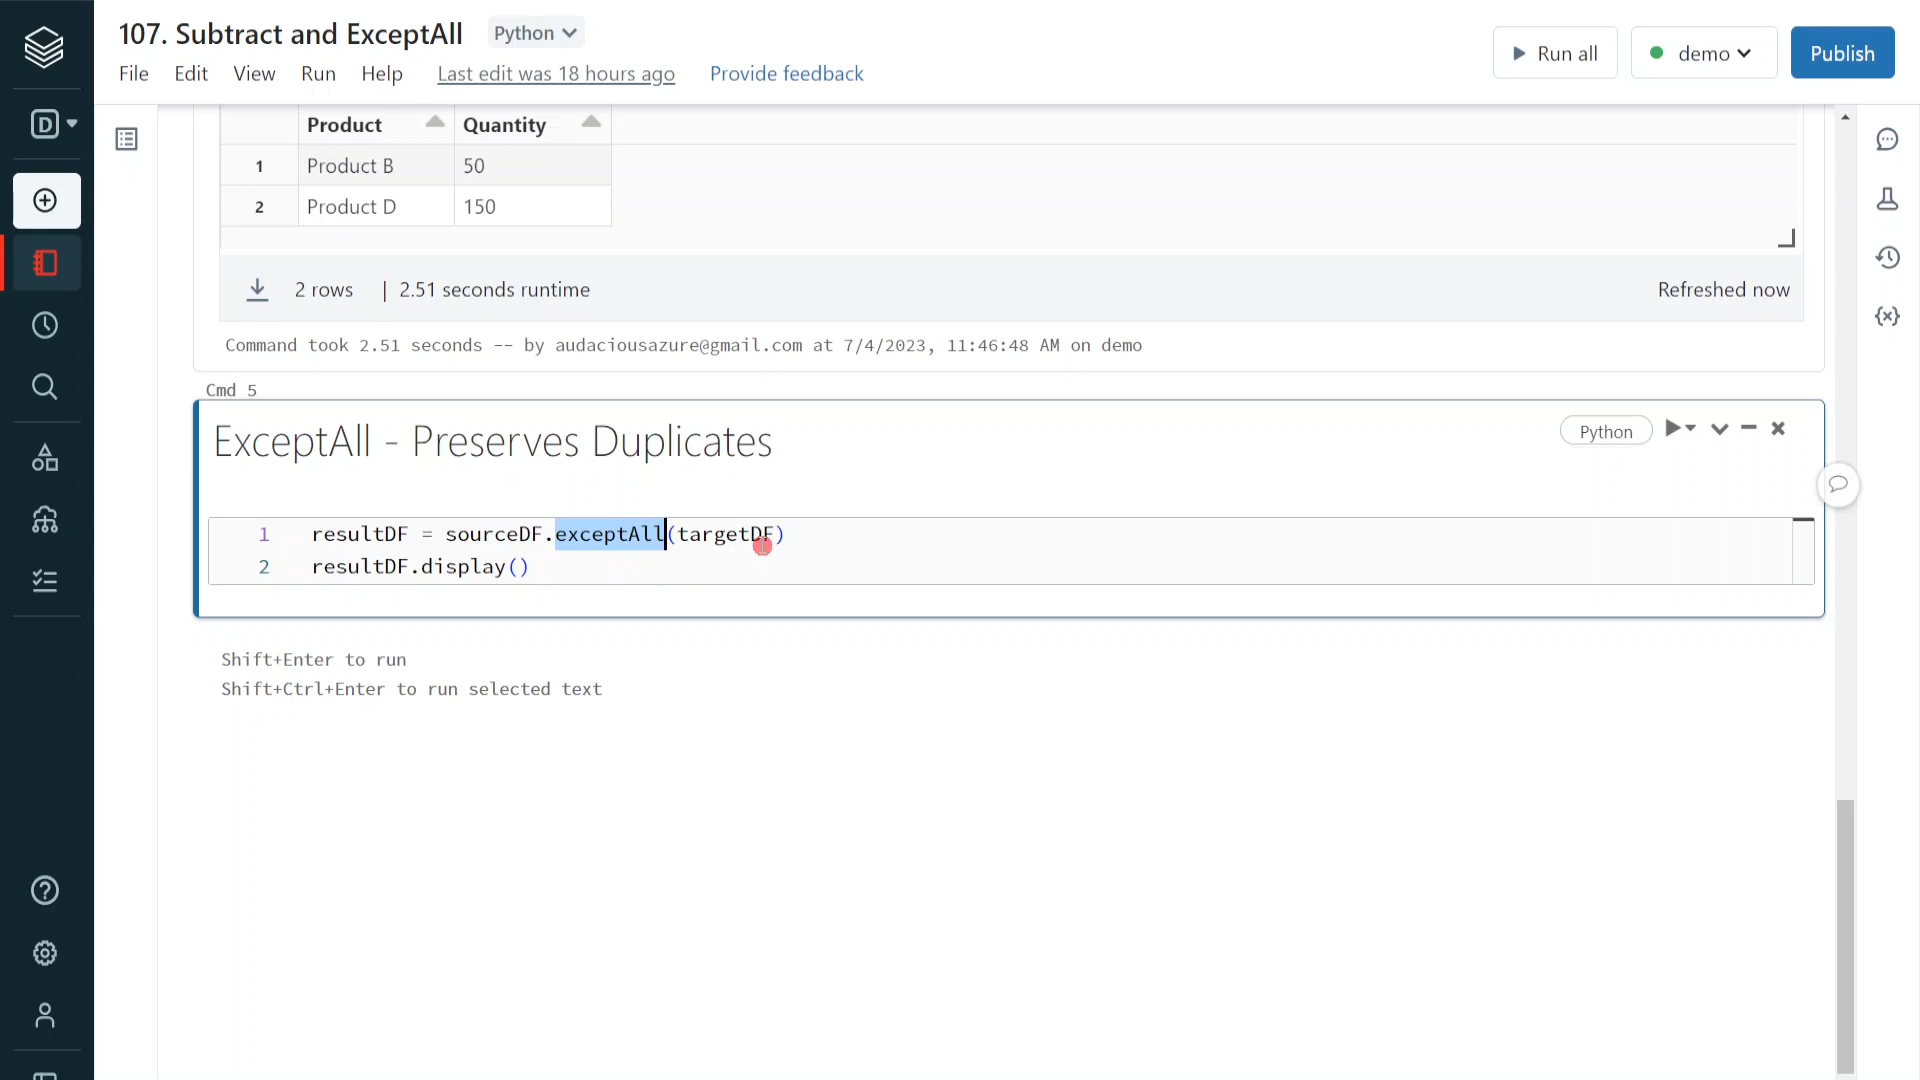 107. Subtract and ExceptAll Python
File Edit View Run Help Last edit was 18 hours ago Provide feedback
Run all demo Publish
D
Product Quantity
1 Product B 50
2 Product D 150
2 rows | 2.51 seconds runtime Refreshed now
Command took 2.51 seconds -- by audaciousazure@gmail.com at 7/4/2023, 11:46:48 AM on demo
Cmd 5
ExceptAll - Preserves Duplicates Python
1 resultDF = sourceDF.exceptAll(targetDF)
2 resultDF.display()
Shift+Enter to run
Shift+Ctrl+Enter to run selected text